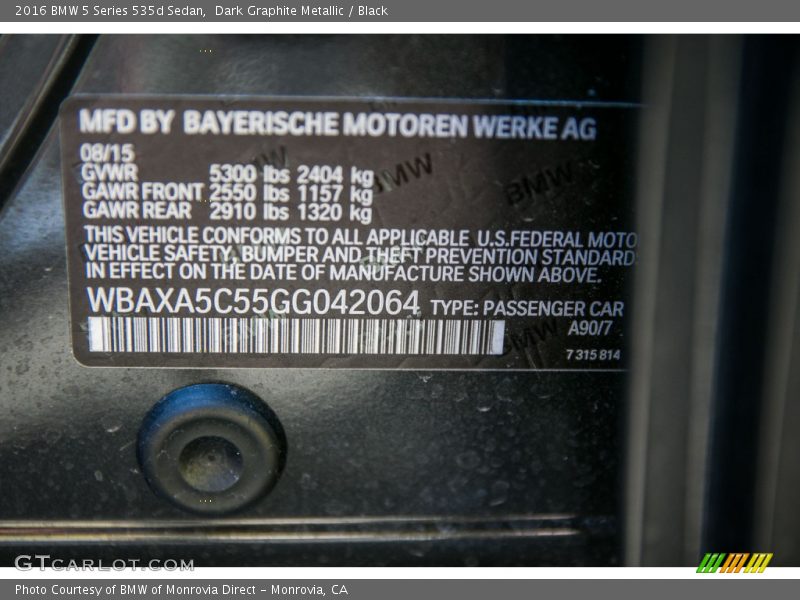 2016 BMW 5 Series 535d Sedan,  Dark Graphite Metallic / Black
MFD BY BAYERISCHE MOTOREN WERKE AG
08/15
GVWR 5300 lbs 2404 kg
GAWR FRONT 2550 lbs 1157 kg
GAWR REAR 2910 lbs 1320 kg
THIS VEHICLE CONFORMS TO ALL APPLICABLE U.S.FEDERAL MOTO
VEHICLE SAFETY, BUMPER AND THEFT PREVENTION STANDARD
IN EFFECT ON THE DATE OF MANUFACTURE SHOWN ABOVE.
WBAXA5C55GG042064 TYPE: PASSENGER CAR
A90/7
7 315 814
BMW
BMW
BMW
GTCARLOT.COM
Photo Courtesy of BMW of Monrovia Direct - Monrovia, CA